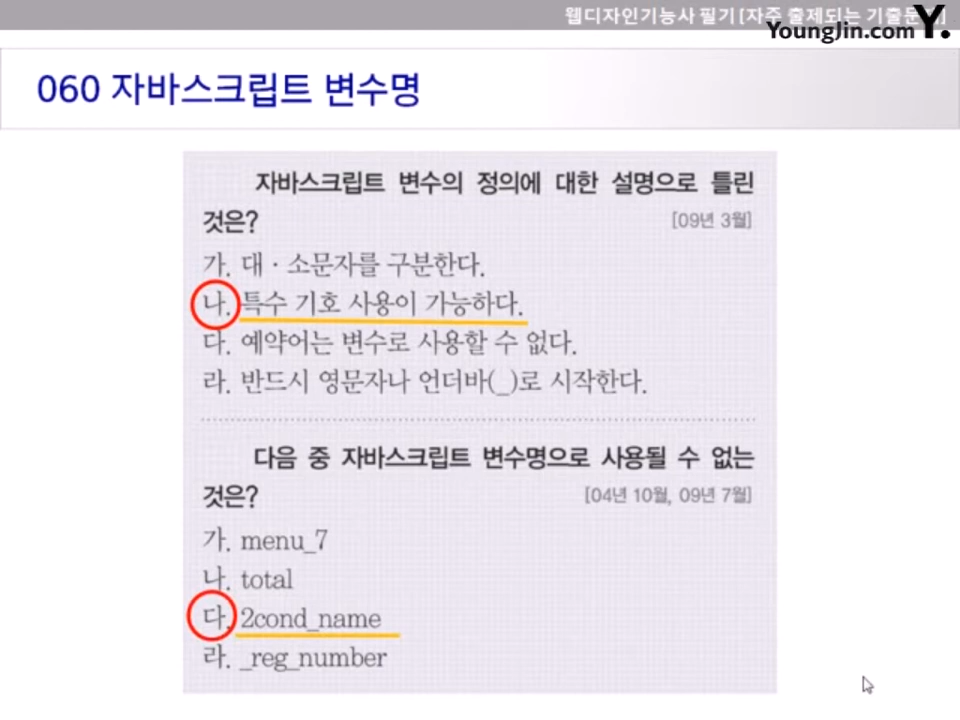 웹디자인기능사 필기 [자주 출제되는 기출문제]
YoungJin.com Y.
060 자바스크립트 변수명
자바스크립트 변수의 정의에 대한 설명으로 틀린
것은? [09년 3월]
가. 대·소문자를 구분한다.
나. 특수 기호 사용이 가능하다.
다. 예약어는 변수로 사용할 수 없다.
라. 반드시 영문자나 언더바(_)로 시작한다.
다음 중 자바스크립트 변수명으로 사용될 수 없는
것은? [04년 10월, 09년 7월]
가. menu_7
나. total
다. 2cond_name
라. _reg_number